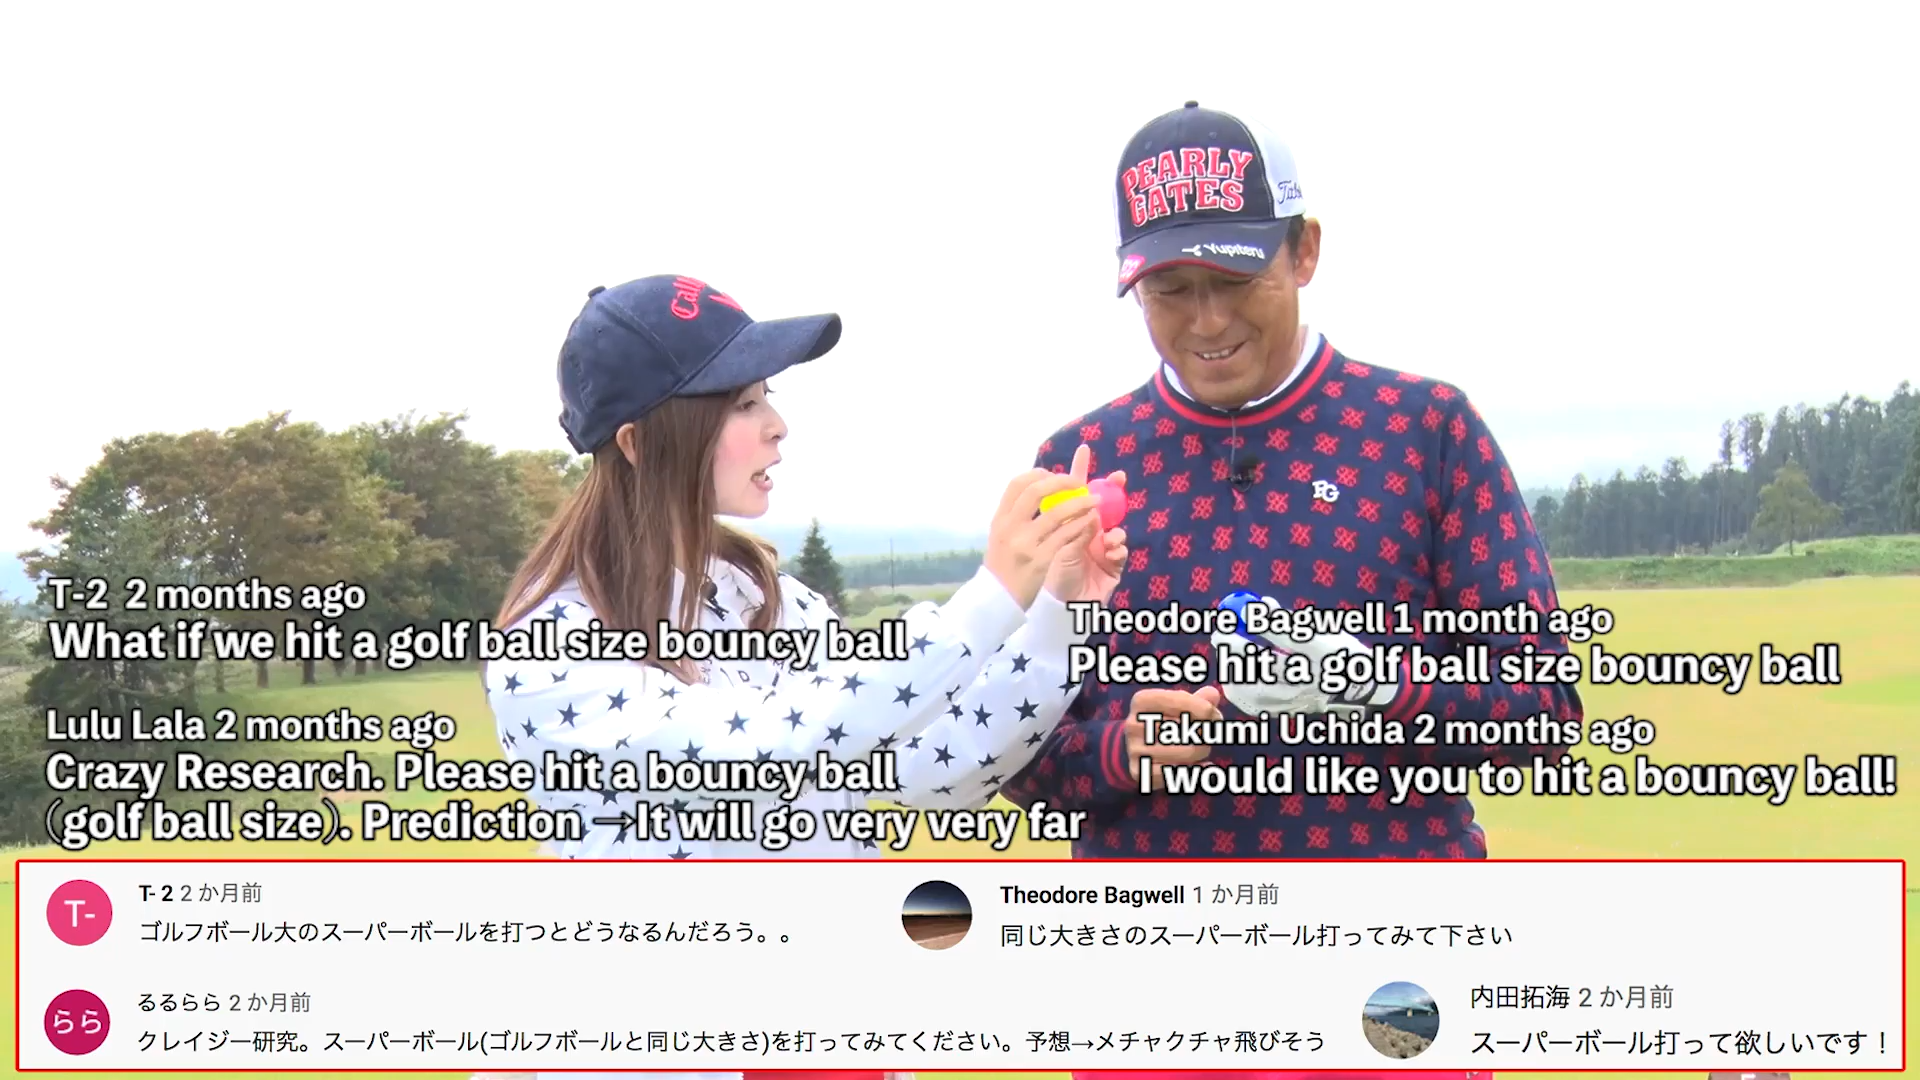 PEARLY
GATES
Yupiteru
PG
T-2 2 months ago
What if we hit a golf ball size bouncy ball
Theodore Bagwell 1 month ago
Please hit a golf ball size bouncy ball
Lulu Lala 2 months ago
Crazy Research. Please hit a bouncy ball
(golf ball size). Prediction →It will go very very far
Takumi Uchida 2 months ago
I would like you to hit a bouncy ball!
T-
T- 2 2 か月前
ゴルフボール大のスーパーボールを打つとどうなるんだろう。。
Theodore Bagwell 1 か月前
同じ大きさのスーパーボール打ってみて下さい
らら
るるらら 2 か月前
クレイジー研究。スーパーボール(ゴルフボールと同じ大きさ)を打ってみてください。予想→メチャクチャ飛びそう
内田拓海 2 か月前
スーパーボール打って欲しいです！